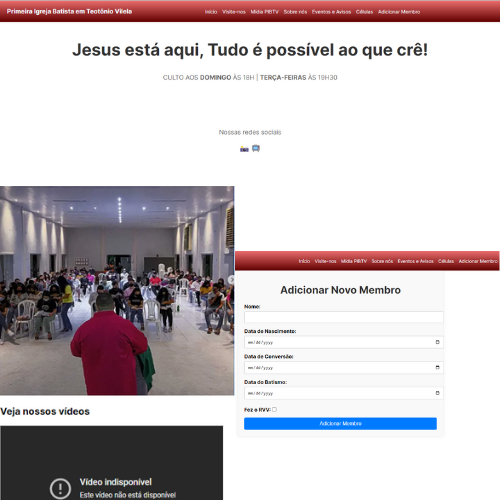 Primeira Igreja Batista em Teotônio Vilela
Início Visite-nos Mídia PIBTV Sobre nós Eventos e Avisos Células Adicionar Membro
Jesus está aqui, Tudo é possível ao que crê!
CULTO AOS DOMINGO ÀS 18H | TERÇA-FEIRAS ÀS 19H30
Nossas redes sociais
Início Visite-nos Mídia PIBTV Sobre nós Eventos e Avisos Células Adicionar Membro
Adicionar Novo Membro
Nome:
Data de Nascimento:
mm/dd/yyyy
Data de Conversão:
mm/dd/yyyy
Data do Batismo:
mm/dd/yyyy
Fez o RVV:
Adicionar Membro
Veja nossos vídeos
Vídeo indisponível
Este vídeo não está disponível